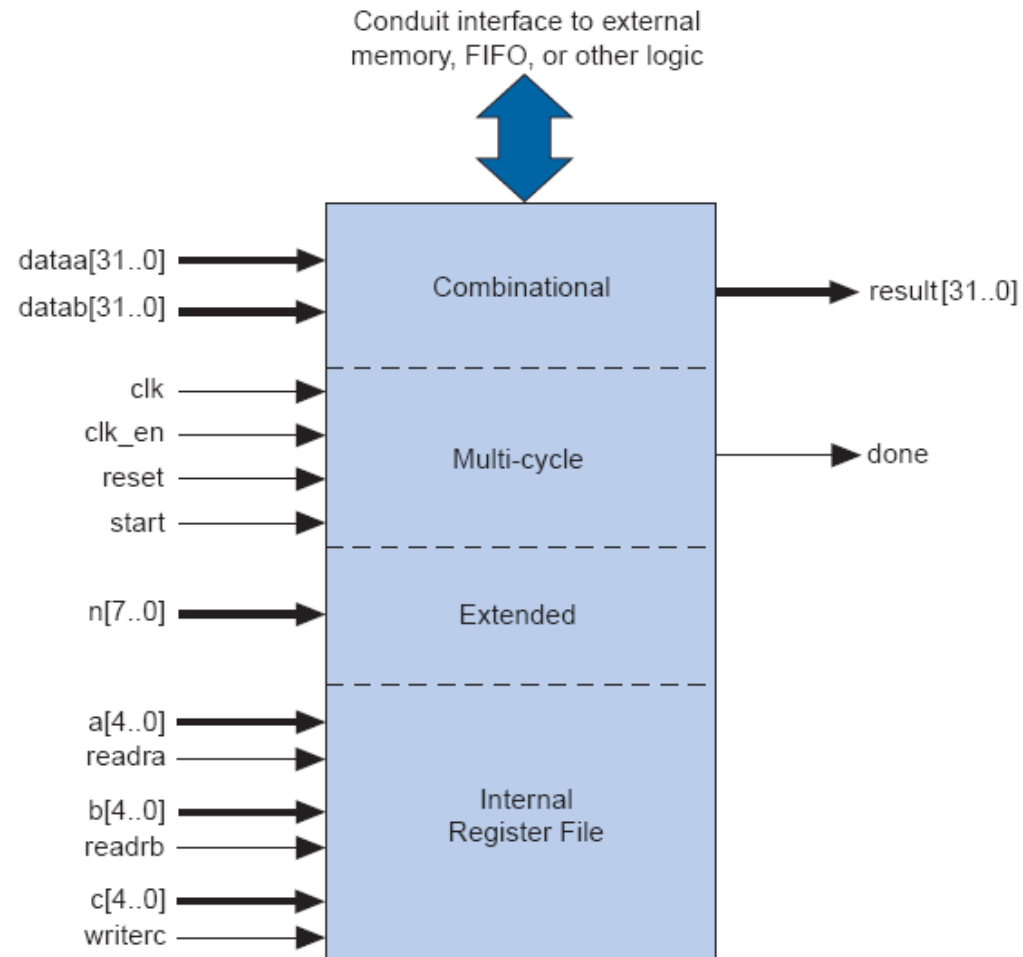 Conduit interface to external
memory, FIFO, or other logic
dataa[31..0]
datab[31..0]
Combinational
result[31..0]
clk
clk_en
reset
start
Multi-cycle
done
n[7..0]
Extended
a[4..0]
readra
b[4..0]
readrb
c[4..0]
writerc
Internal
Register File